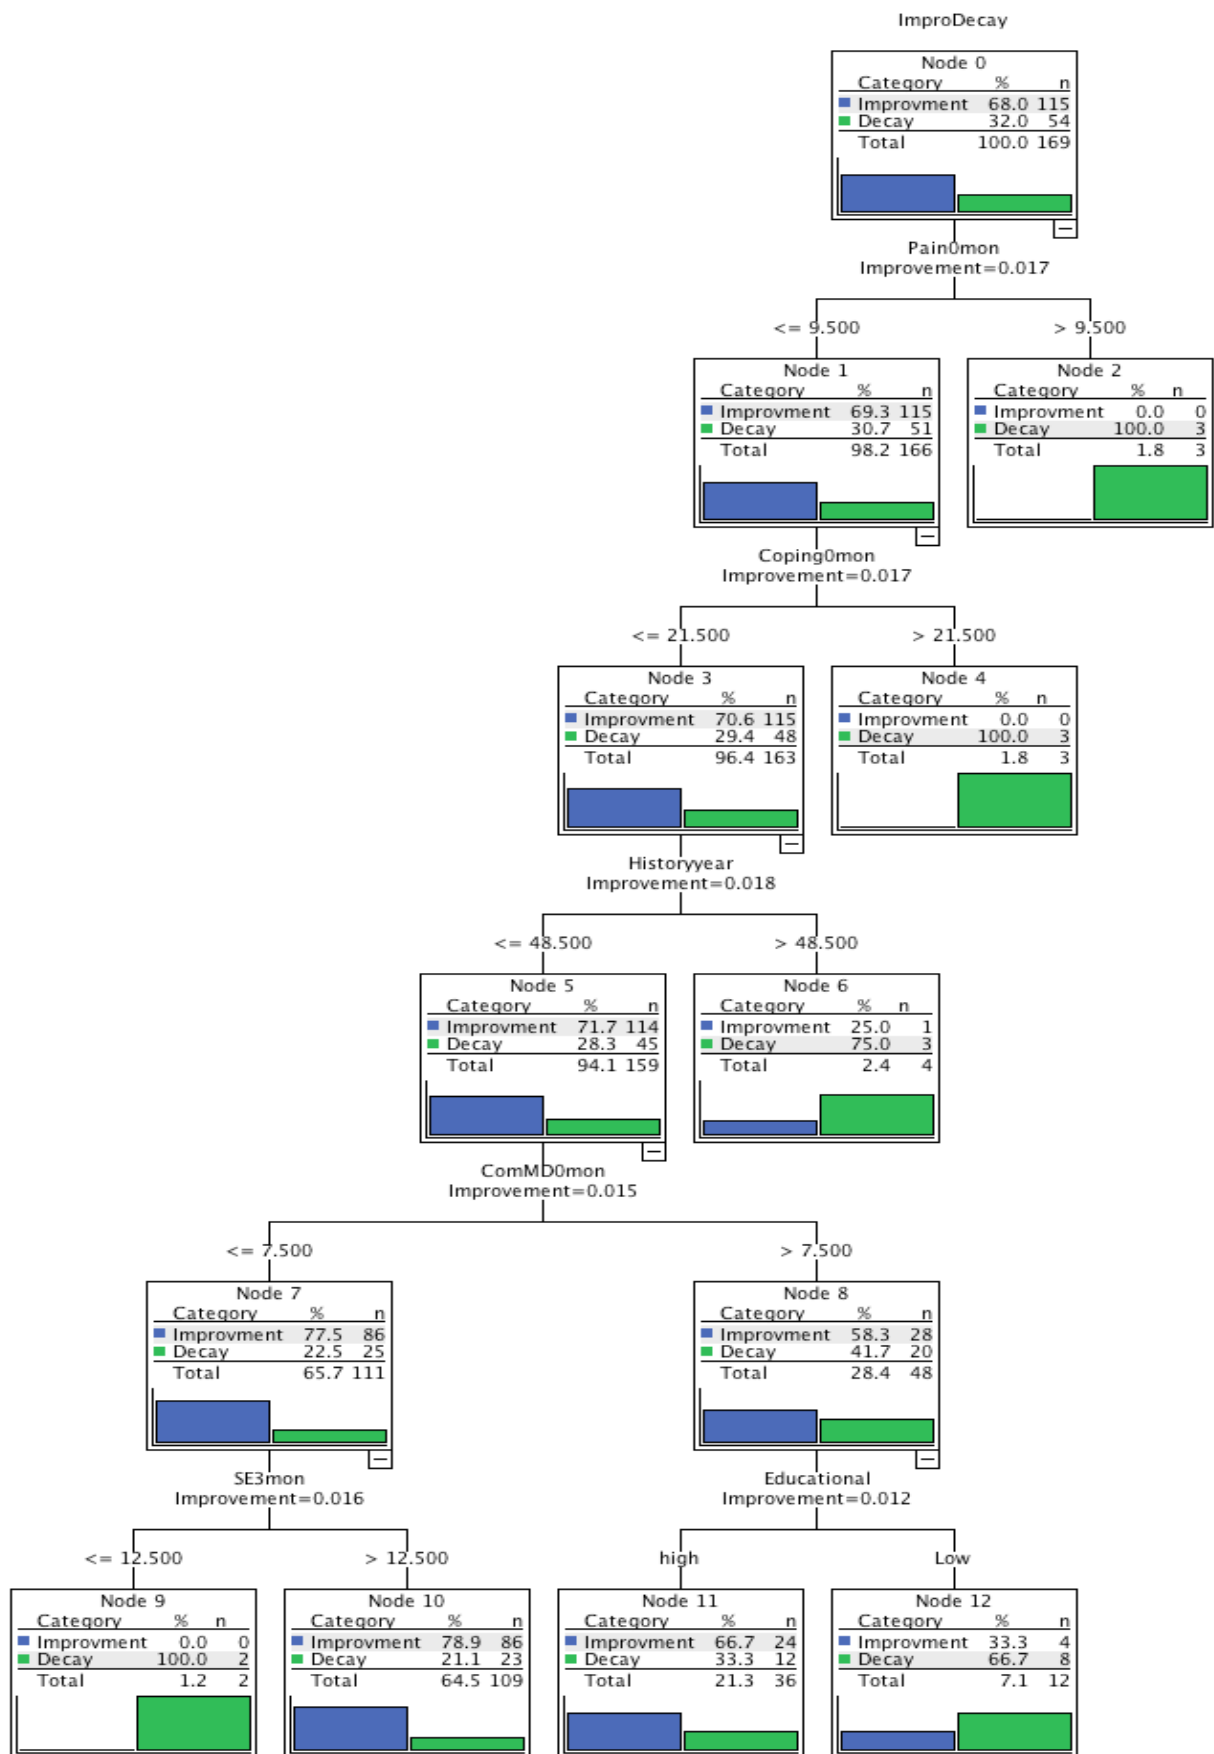 ImproDecay
Node 0
Category % n
Improvment 68.0 115
Decay 32.0 54
Total 100.0 169
Pain0mon
Improvement=0.017
<= 9.500
> 9.500
Node 1
Category % n
Improvment 69.3 115
Decay 30.7 51
Total 98.2 166
Node 2
Category % n
Improvment 0.0 0
Decay 100.0 3
Total 1.8 3
Coping0mon
Improvement=0.017
<= 21.500
> 21.500
Node 3
Category % n
Improvment 70.6 115
Decay 29.4 48
Total 96.4 163
Node 4
Category % n
Improvment 0.0 0
Decay 100.0 3
Total 1.8 3
Historyyear
Improvement=0.018
<= 48.500
> 48.500
Node 5
Category % n
Improvment 71.7 114
Decay 28.3 45
Total 94.1 159
Node 6
Category % n
Improvment 25.0 1
Decay 75.0 3
Total 2.4 4
ComMD0mon
Improvement=0.015
<= 7.500
> 7.500
Node 7
Category % n
Improvment 77.5 86
Decay 22.5 25
Total 65.7 111
Node 8
Category % n
Improvment 58.3 28
Decay 41.7 20
Total 28.4 48
SE3mon
Improvement=0.016
Educational
Improvement=0.012
<= 12.500
> 12.500
high
Low
Node 9
Category % n
Improvment 0.0 0
Decay 100.0 2
Total 1.2 2
Node 10
Category % n
Improvment 78.9 86
Decay 21.1 23
Total 64.5 109
Node 11
Category % n
Improvment 66.7 24
Decay 33.3 12
Total 21.3 36
Node 12
Category % n
Improvment 33.3 4
Decay 66.7 8
Total 7.1 12